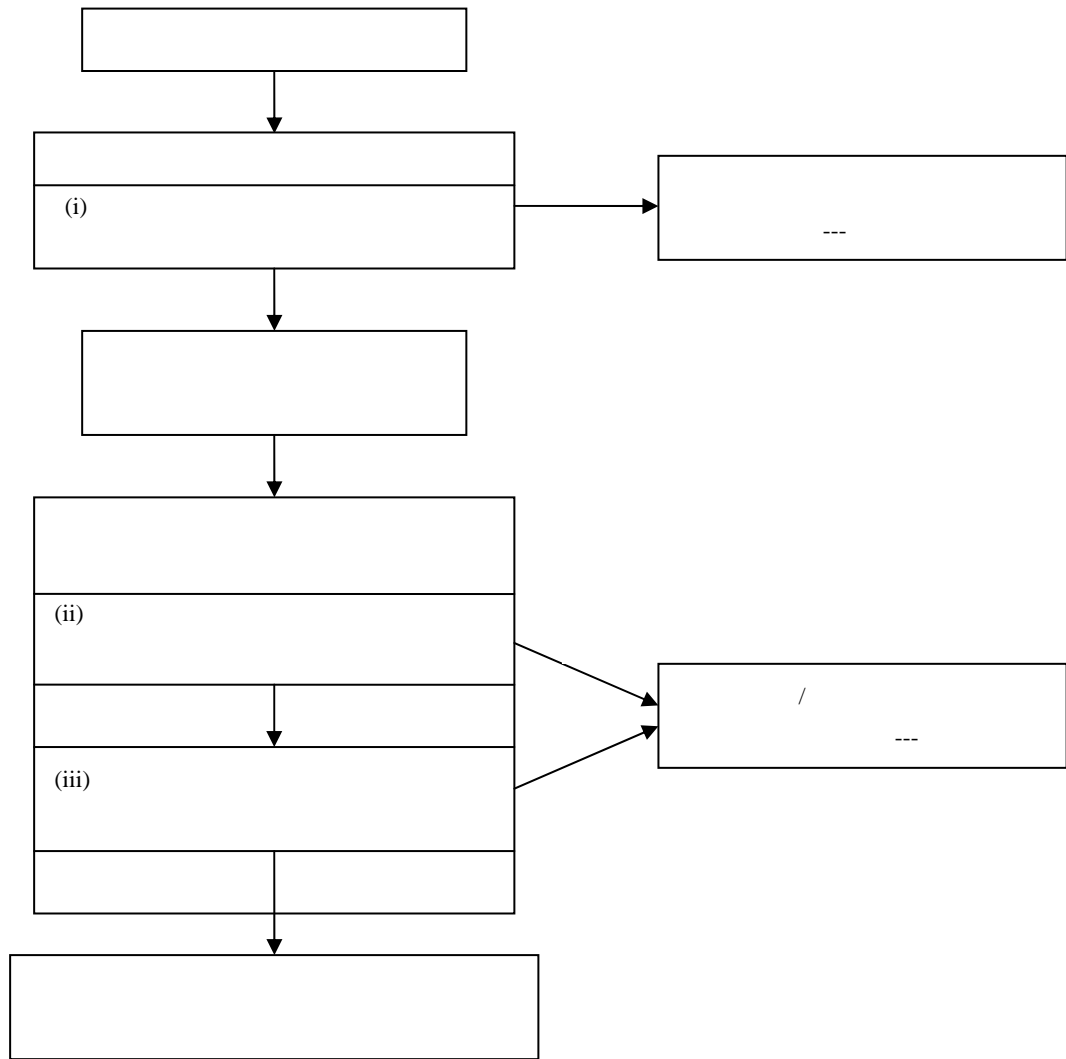 (i)
---
(ii)
/
---
(iii)